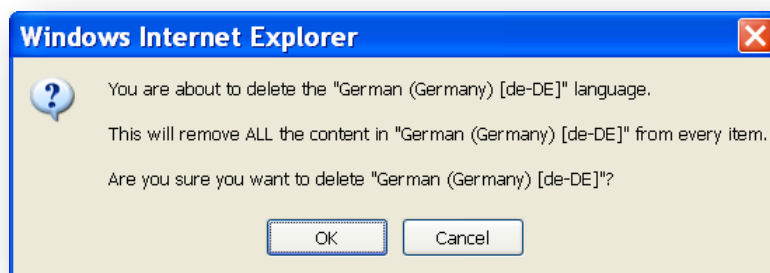 Windows Internet Explorer
You are about to delete the "German (Germany) [de-DE]" language.
This will remove ALL the content in "German (Germany) [de-DE]" from every item.
Are you sure you want to delete "German (Germany) [de-DE]"?
OK Cancel